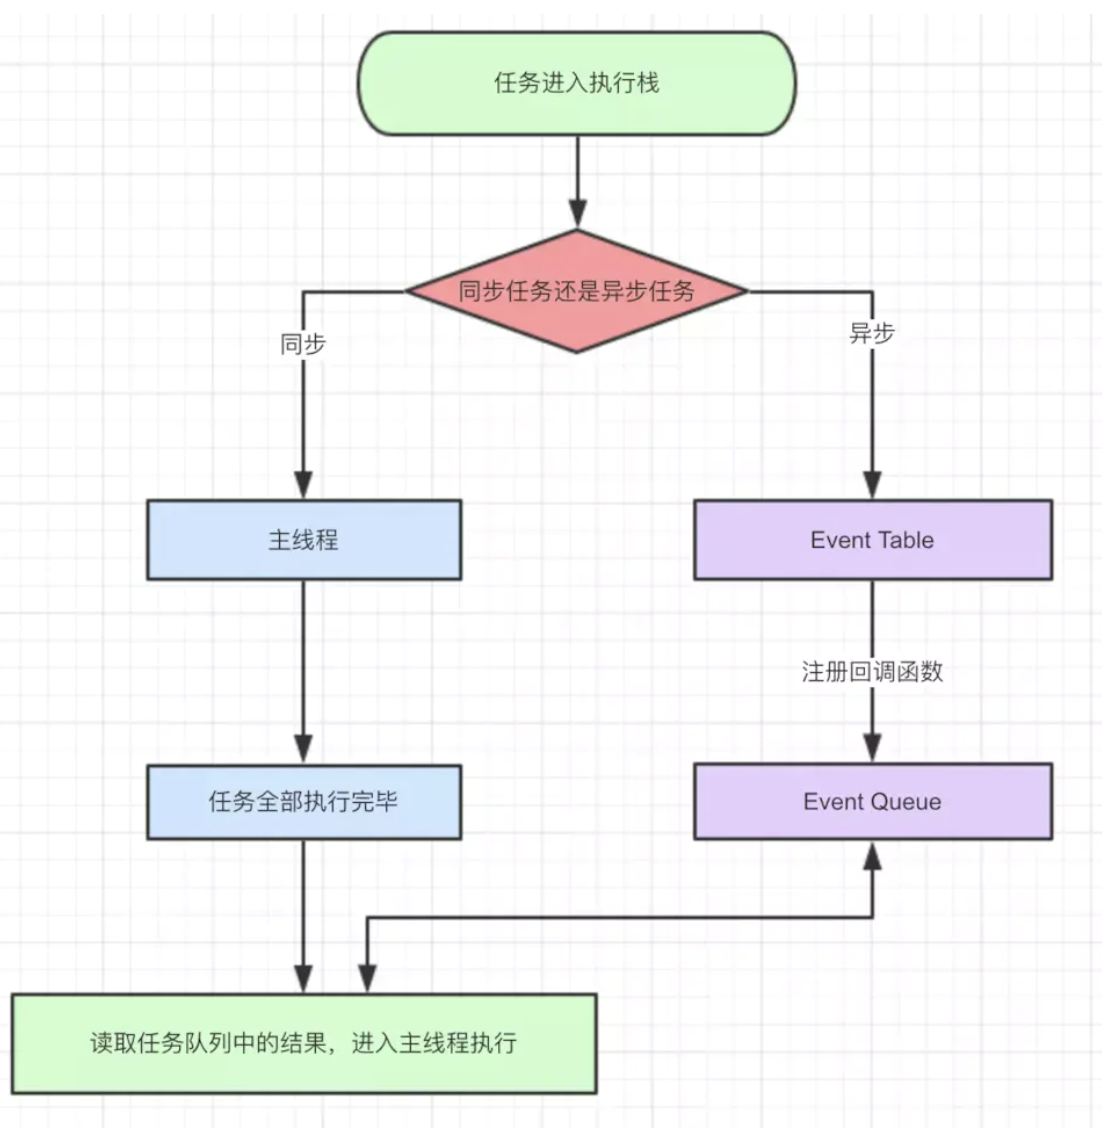 任务进入执行栈
同步任务还是异步任务
同步
异步
主线程
Event Table
注册回调函数
任务全部执行完毕
Event Queue
读取任务队列中的结果，进入主线程执行